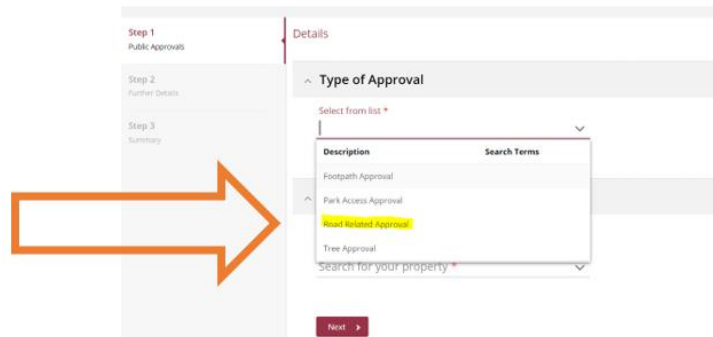 Step 1
Public Approvals
Step 2
Further Details
Step 3
Summary
Details
Type of Approval
Select from list *
Description Search Terms
Footpath Approval
Park Access Approval
Road Related Approval
Tree Approval
Search for your property *
Next